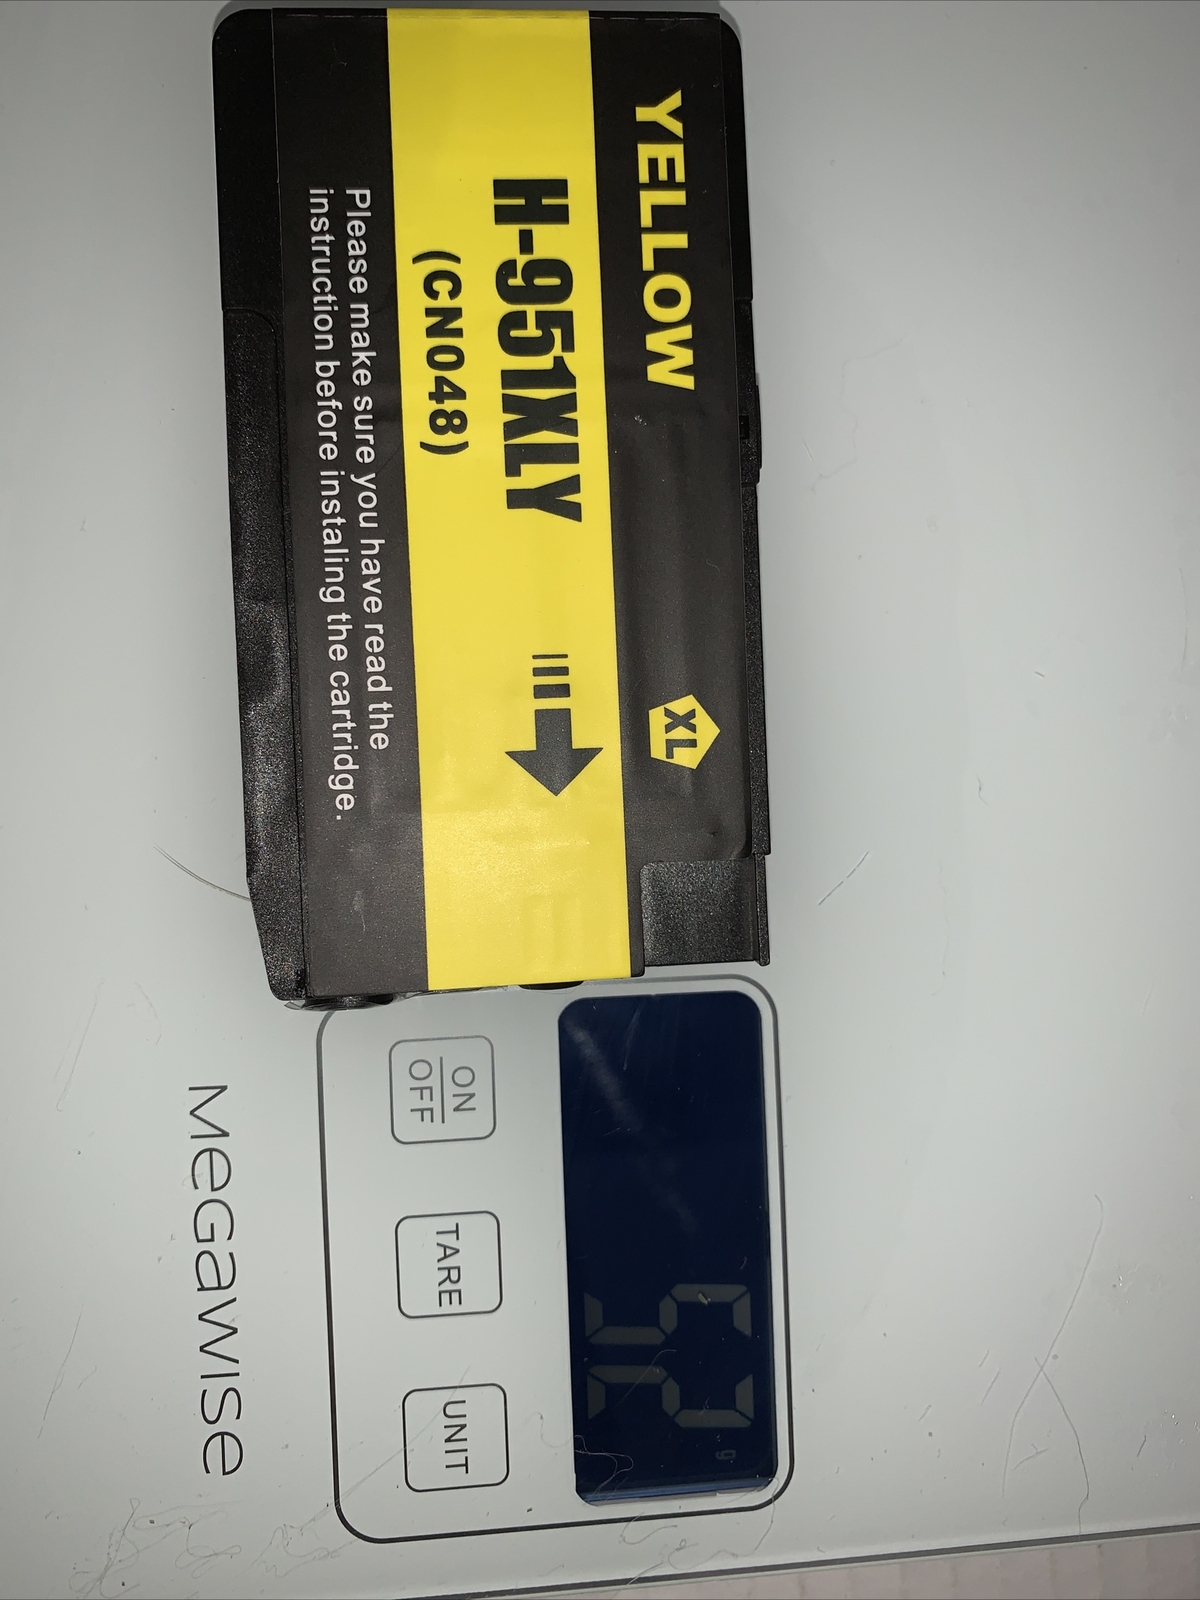 YELLOW
XL
H-951XLY
(CN048)
Please make sure you have read the
instruction before instaling the cartridge.
52 g
ON
OFF
TARE
UNIT
MeGawise